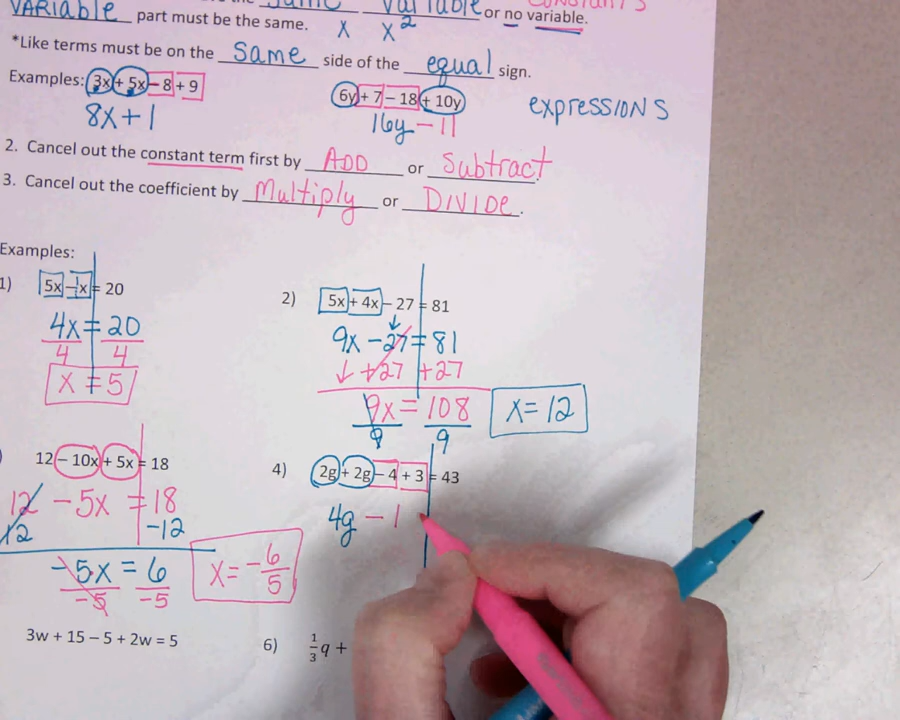 VARIABLE part must be the same. x x²
same variable or no variable. CONSTANTS
*Like terms must be on the same side of the equal sign.
Examples: 3x + 5x – 8 + 9
6y + 7 – 18 + 10y
expressions
8x + 1
16y – 11
2. Cancel out the constant term first by ADD or Subtract.
3. Cancel out the coefficient by Multiply or DIVIDE.
Examples:
1) 5x – 1x = 20
4x = 20
4 4
x = 5
2) 5x + 4x – 27 = 81
9x – 27 = 81
↓ +27 +27
9x = 108
9 9
x = 12
) 12 – 10x + 5x = 18
12 – 5x = 18
-12 -12
-5x = 6
-5 -5
x = -6/5
4) 2g + 2g – 4 + 3 = 43
4g – 1
3w + 15 – 5 + 2w = 5
6) 1/3 q +